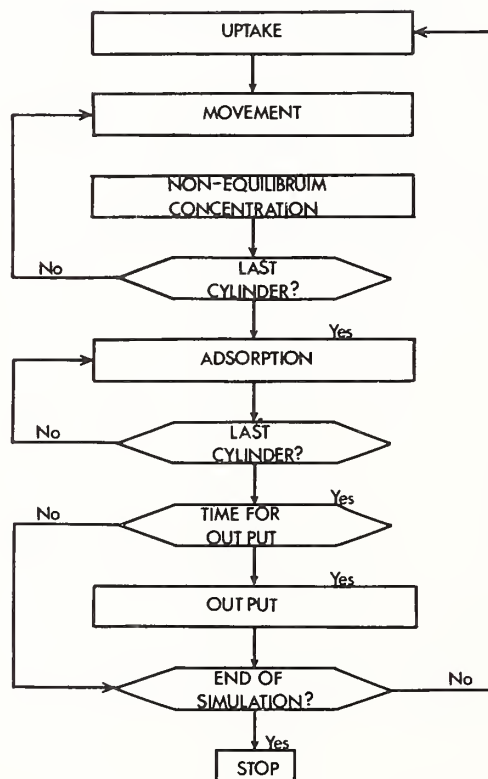 UPTAKE
MOVEMENT
NON-EQUILIBRUIM
CONCENTRATION
No
LAST
CYLINDER?
Yes
ADSORPTION
No
LAST
CYLINDER?
Yes
No
TIME FOR
OUT PUT
Yes
OUT PUT
END OF
SIMULATION?
No
Yes
STOP